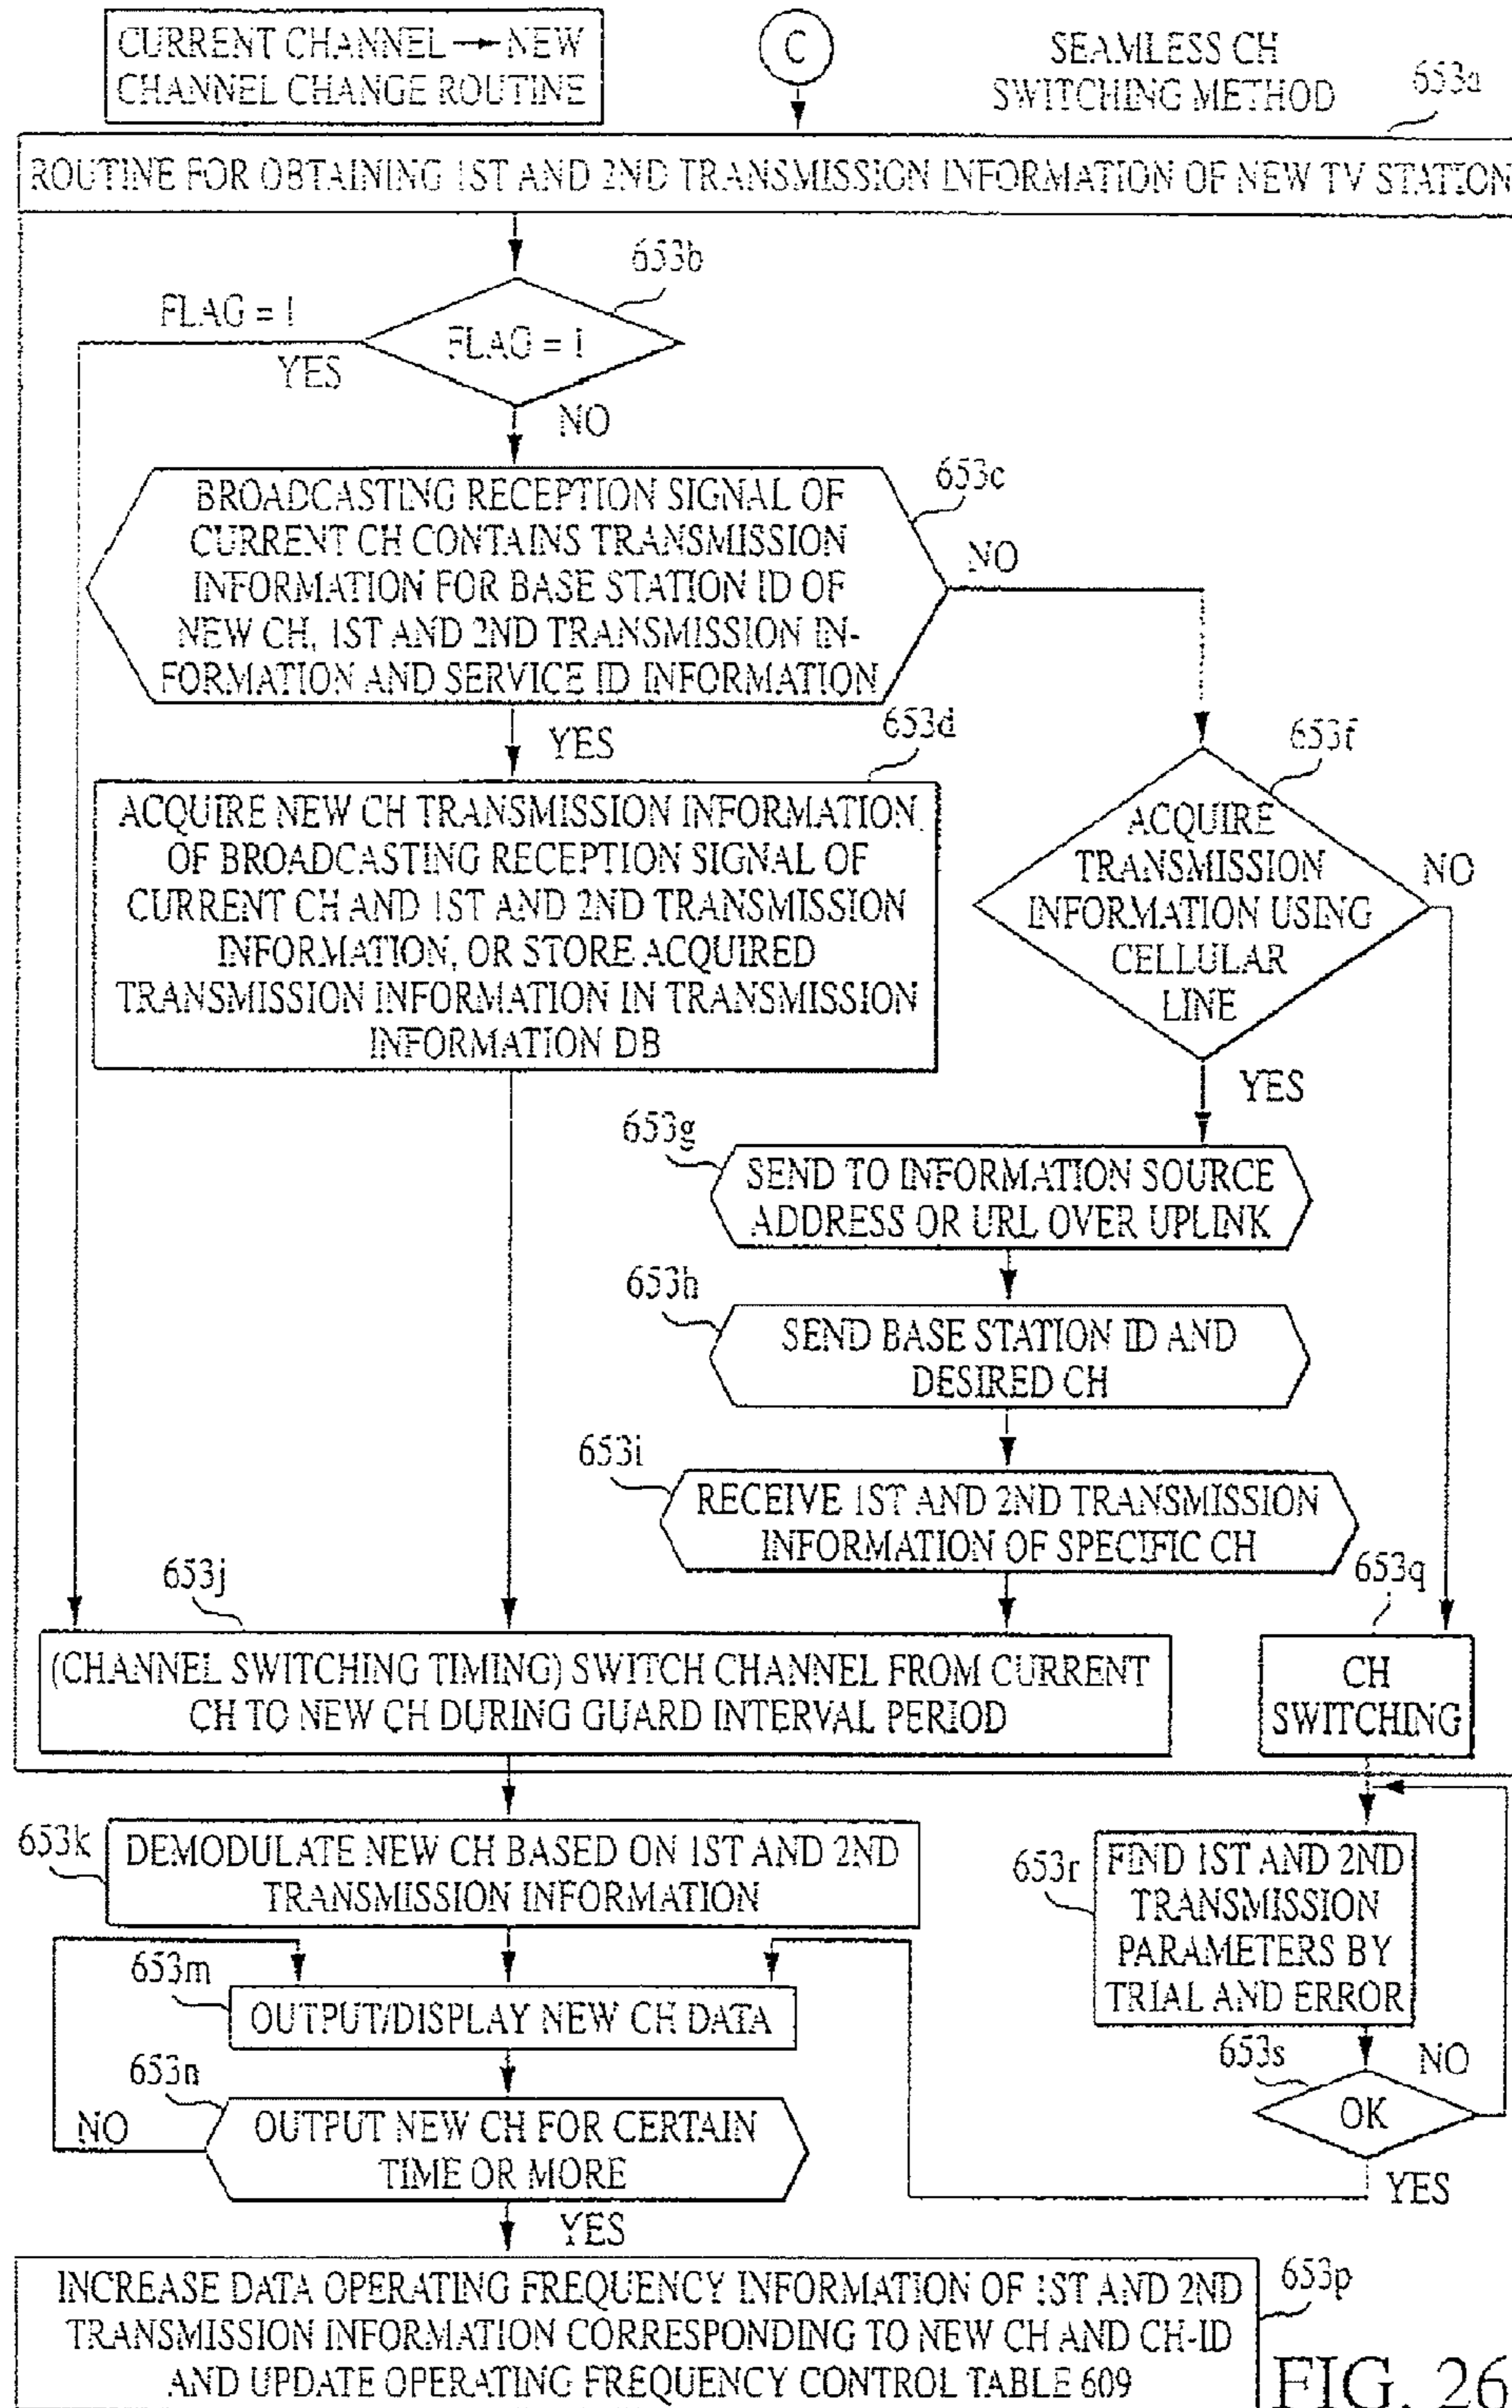 CURRENT CHANNEL → NEW
CHANNEL CHANGE ROUTINE
C
SEAMLESS CH
SWITCHING METHOD
653a
ROUTINE FOR OBTAINING 1ST AND 2ND TRANSMISSION INFORMATION OF NEW TV STATION
653b
FLAG = 1
YES
FLAG = 1
NO
653c
BROADCASTING RECEPTION SIGNAL OF
CURRENT CH CONTAINS TRANSMISSION
INFORMATION FOR BASE STATION ID OF
NEW CH, 1ST AND 2ND TRANSMISSION IN-
FORMATION AND SERVICE ID INFORMATION
NO
YES
653d
ACQUIRE NEW CH TRANSMISSION INFORMATION
OF BROADCASTING RECEPTION SIGNAL OF
CURRENT CH AND 1ST AND 2ND TRANSMISSION
INFORMATION, OR STORE ACQUIRED
TRANSMISSION INFORMATION IN TRANSMISSION
INFORMATION DB
653f
ACQUIRE
TRANSMISSION
INFORMATION USING
CELLULAR
LINE
NO
YES
653g
SEND TO INFORMATION SOURCE
ADDRESS OR URL OVER UPLINK
653h
SEND BASE STATION ID AND
DESIRED CH
653i
RECEIVE 1ST AND 2ND TRANSMISSION
INFORMATION OF SPECIFIC CH
653j
(CHANNEL SWITCHING TIMING) SWITCH CHANNEL FROM CURRENT
CH TO NEW CH DURING GUARD INTERVAL PERIOD
653q
CH
SWITCHING
653k
DEMODULATE NEW CH BASED ON 1ST AND 2ND
TRANSMISSION INFORMATION
653r
FIND 1ST AND 2ND
TRANSMISSION
PARAMETERS BY
TRIAL AND ERROR
653m
OUTPUT/DISPLAY NEW CH DATA
653s
OK
NO
YES
653n
OUTPUT NEW CH FOR CERTAIN
TIME OR MORE
NO
YES
653p
INCREASE DATA OPERATING FREQUENCY INFORMATION OF 1ST AND 2ND
TRANSMISSION INFORMATION CORRESPONDING TO NEW CH AND CH-ID
AND UPDATE OPERATING FREQUENCY CONTROL TABLE 609
FIG. 26